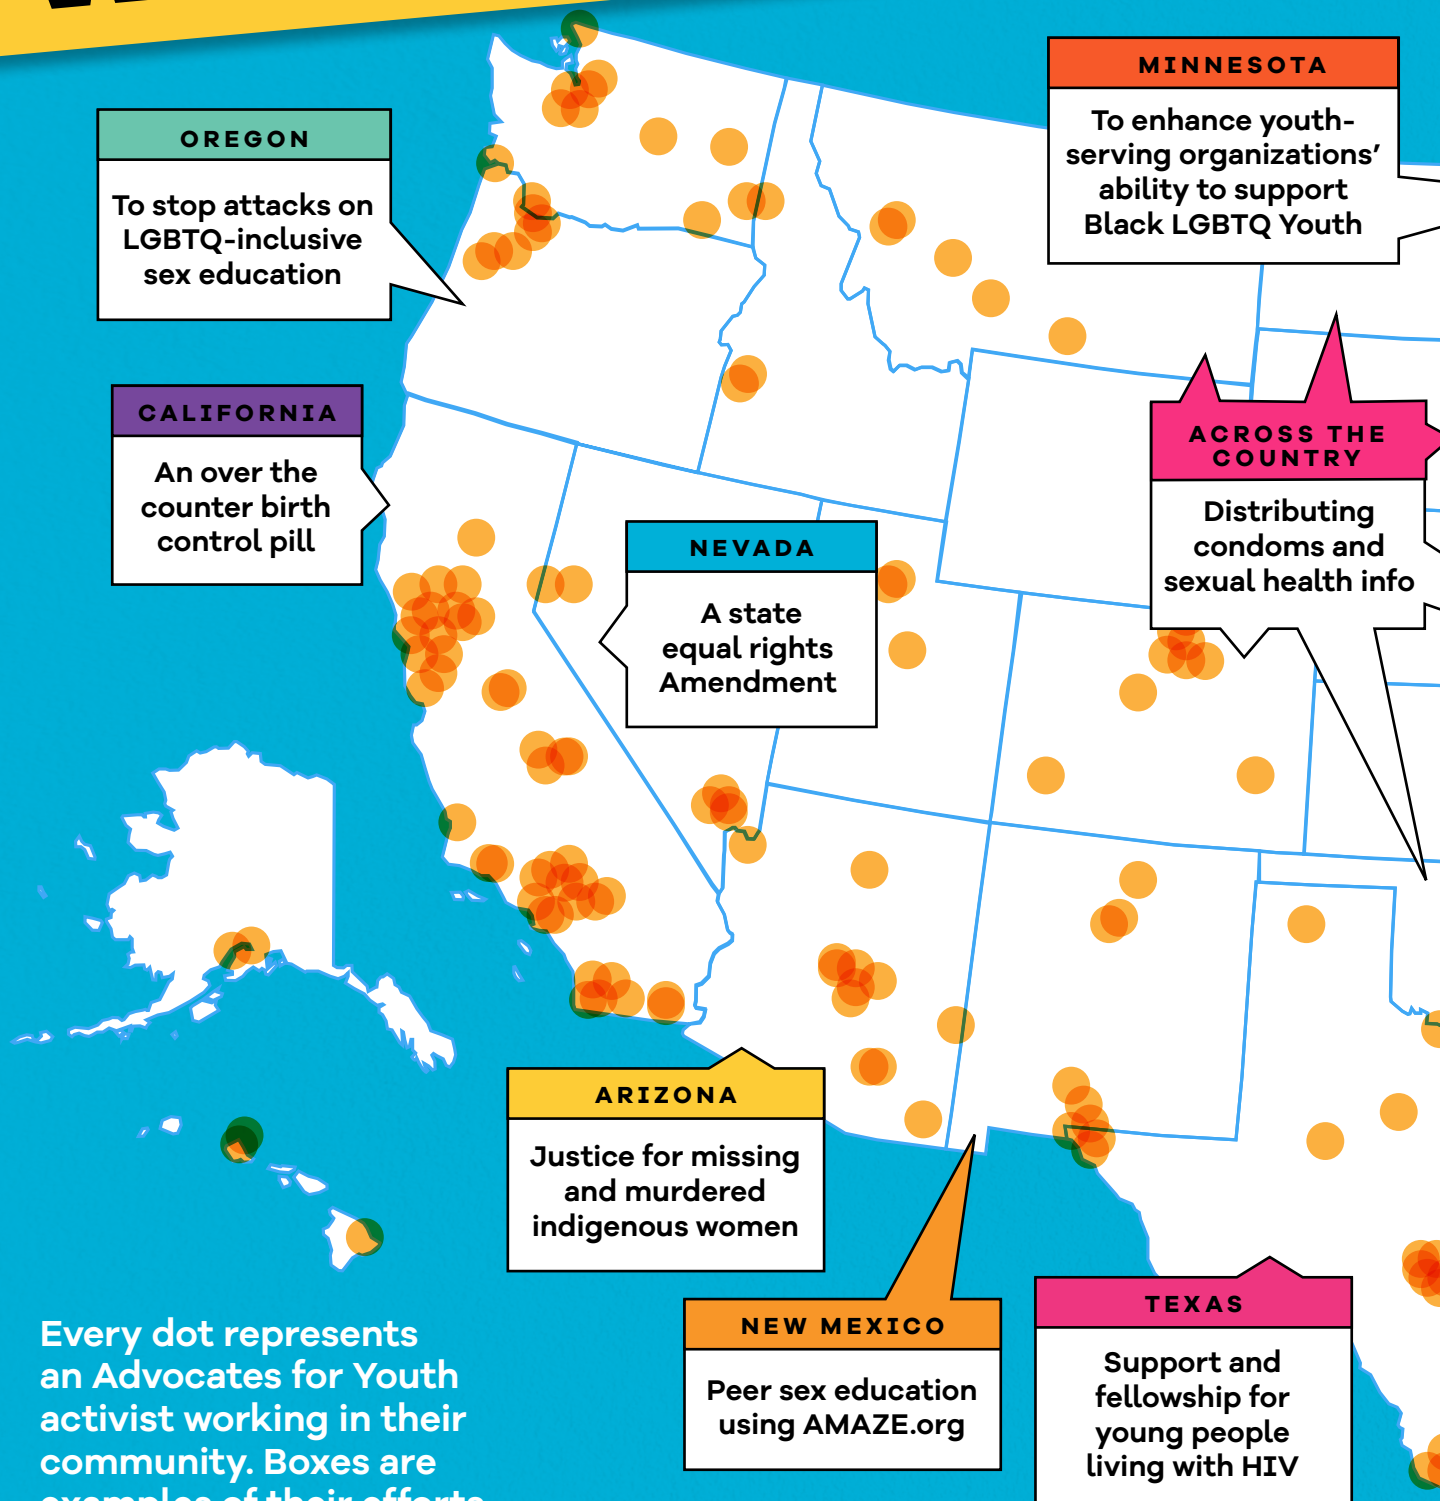 OREGON
To stop attacks on
LGBTQ-inclusive
sex education
MINNESOTA
To enhance youth-
serving organizations’
ability to support
Black LGBTQ Youth
CALIFORNIA
An over the
counter birth
control pill
NEVADA
A state
equal rights
Amendment
ACROSS THE
COUNTRY
Distributing
condoms and
sexual health info
ARIZONA
Justice for missing
and murdered
indigenous women
NEW MEXICO
Peer sex education
using AMAZE.org
TEXAS
Support and
fellowship for
young people
living with HIV
Every dot represents
an Advocates for Youth
activist working in their
community. Boxes are
examples of their efforts